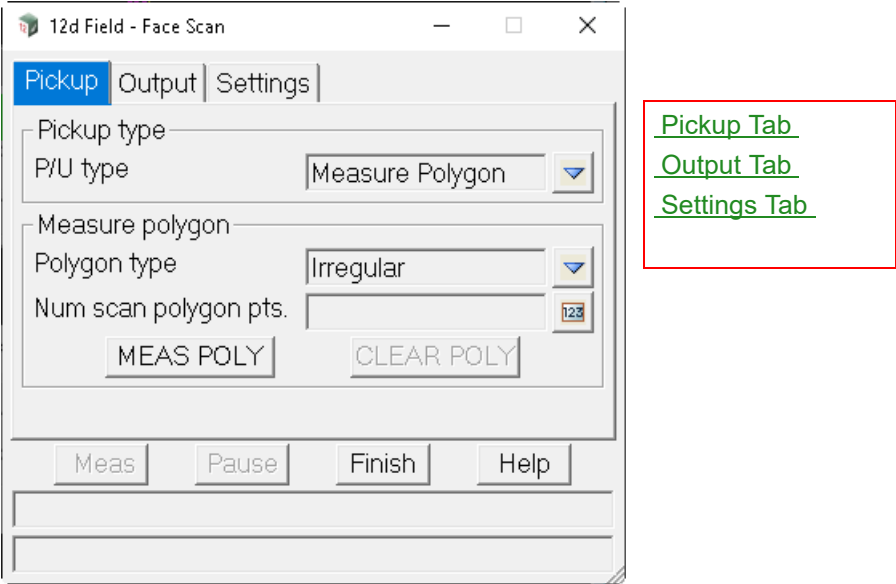 12d Field - Face Scan
Pickup Output Settings
Pickup type
P/U type Measure Polygon
Measure polygon
Polygon type Irregular
Num scan polygon pts. 123
MEAS POLY CLEAR POLY
Meas Pause Finish Help
Pickup Tab
Output Tab
Settings Tab